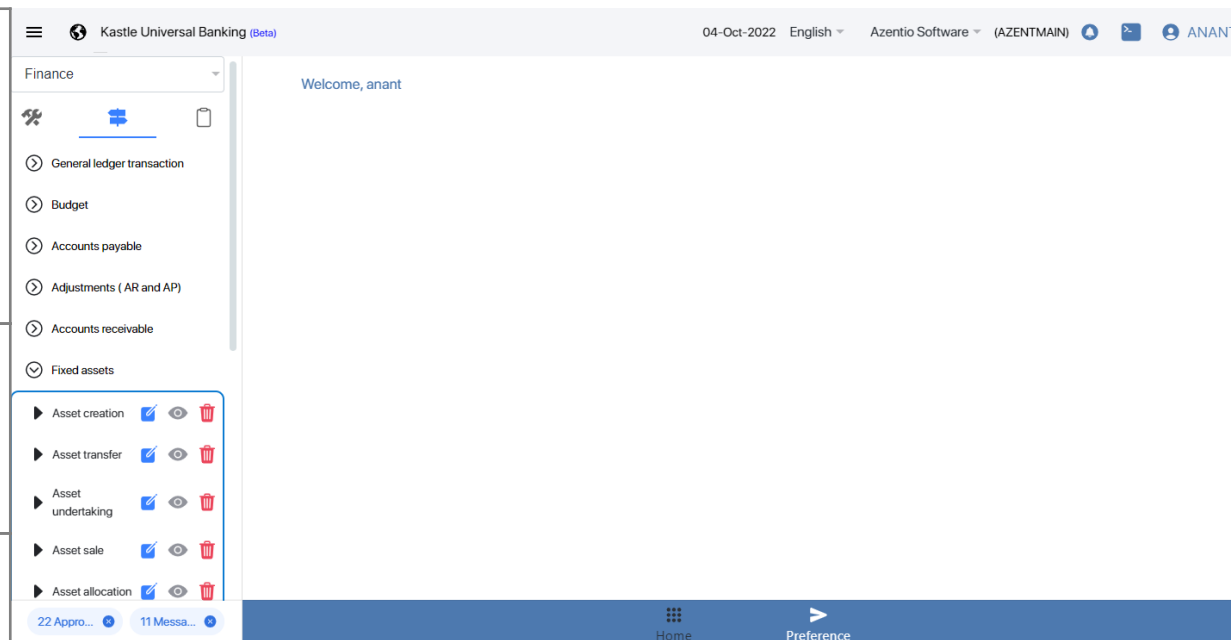 Kastle Universal Banking (Beta)
04-Oct-2022 English Azentio Software (AZENTMAIN) ANANT
Finance
Welcome, anant
General ledger transaction
Budget
Accounts payable
Adjustments ( AR and AP)
Accounts receivable
Fixed assets
Asset creation
Asset transfer
Asset
undertaking
Asset sale
Asset allocation
22 Appro...
11 Messa...
Home
Preference